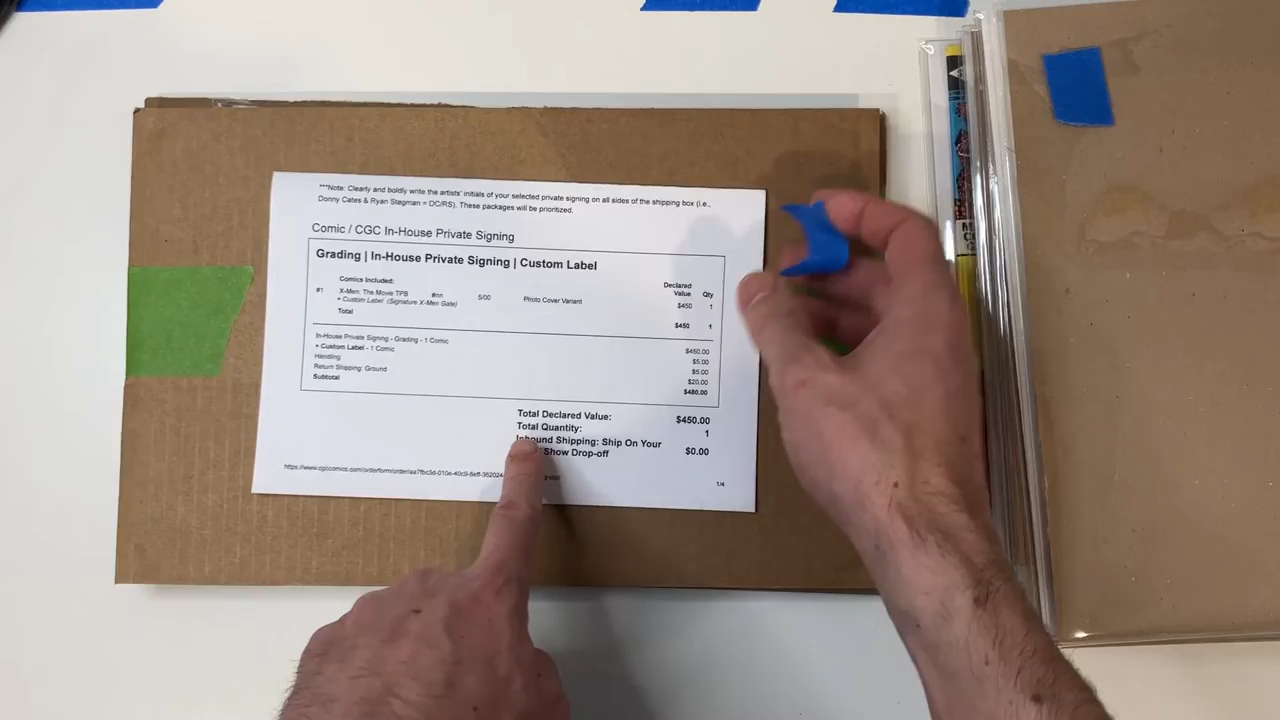 ***Note: Clearly and boldly write the artists' initials of your selected private signing on all sides of the shipping box (i.e.,
Donny Cates & Ryan Stegman = DC/RS). These packages will be prioritized.
Comic / CGC In-House Private Signing
Grading | In-House Private Signing | Custom Label
Comics Included: Declared Value Qty
#1 X-Men: The Movie TPB #nn 5/00 Photo Cover Variant $450 1
+ Custom Label (Signature X-Men Gate)
Total $450 1
In-House Private Signing - Grading - 1 Comic $450.00
+ Custom Label - 1 Comic $5.00
Handling $5.00
Return Shipping: Ground $20.00
Subtotal $480.00
Total Declared Value: $450.00
Total Quantity: 1
Inbound Shipping: Ship On Your
Show Drop-off $0.00
1/4